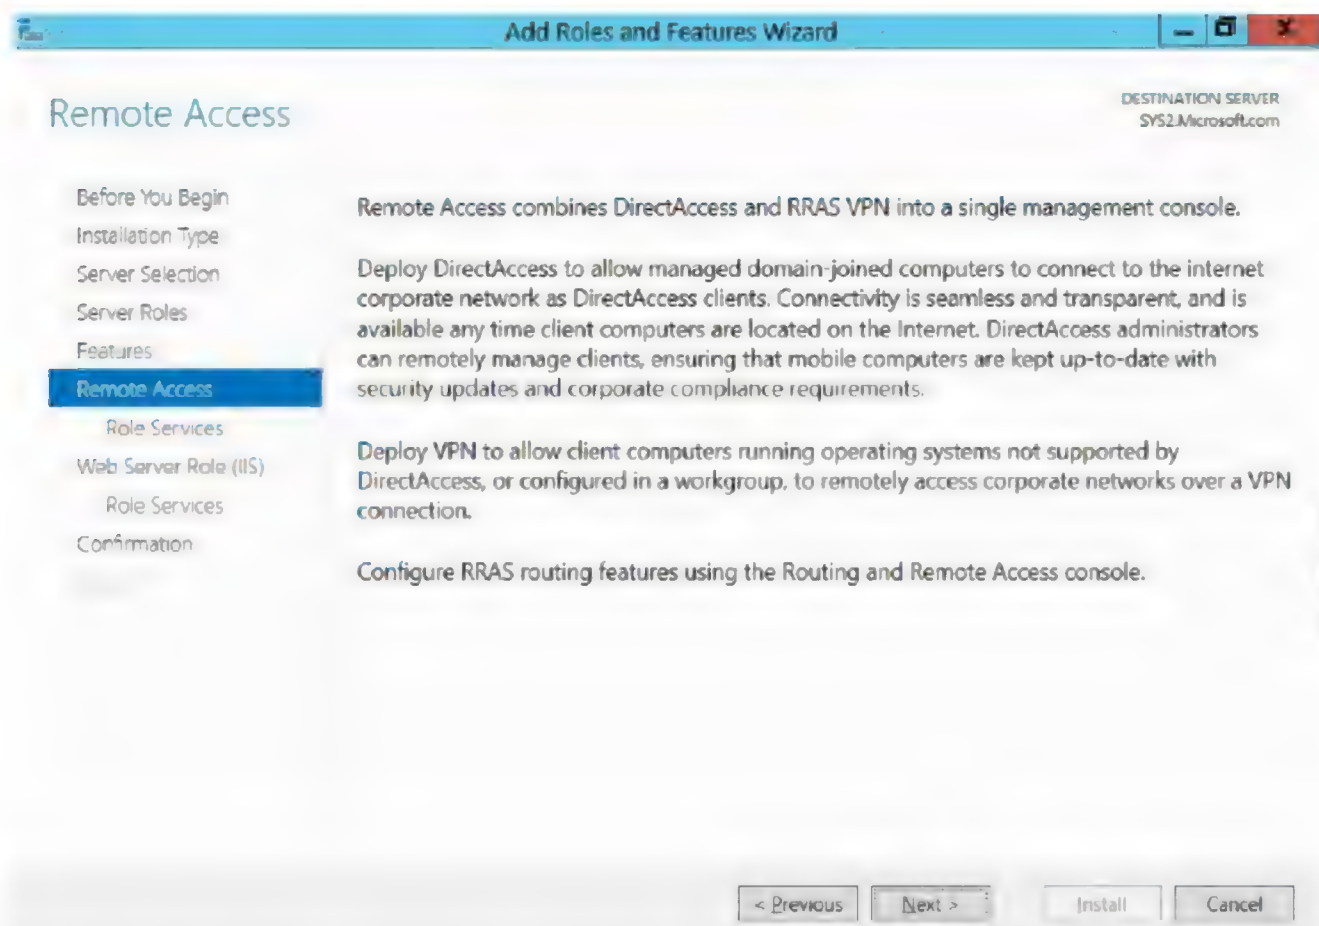 Add Roles and Features Wizard
Remote Access
DESTINATION SERVER
SYS2.Microsoft.com
Before You Begin
Installation Type
Server Selection
Server Roles
Features
Remote Access
Role Services
Web Server Role (IIS)
Role Services
Confirmation
Remote Access combines DirectAccess and RRAS VPN into a single management console.
Deploy DirectAccess to allow managed domain-joined computers to connect to the internet
corporate network as DirectAccess clients. Connectivity is seamless and transparent, and is
available any time client computers are located on the Internet. DirectAccess administrators
can remotely manage clients, ensuring that mobile computers are kept up-to-date with
security updates and corporate compliance requirements.
Deploy VPN to allow client computers running operating systems not supported by
DirectAccess, or configured in a workgroup, to remotely access corporate networks over a VPN
connection.
Configure RRAS routing features using the Routing and Remote Access console.
< Previous
Next >
Install
Cancel